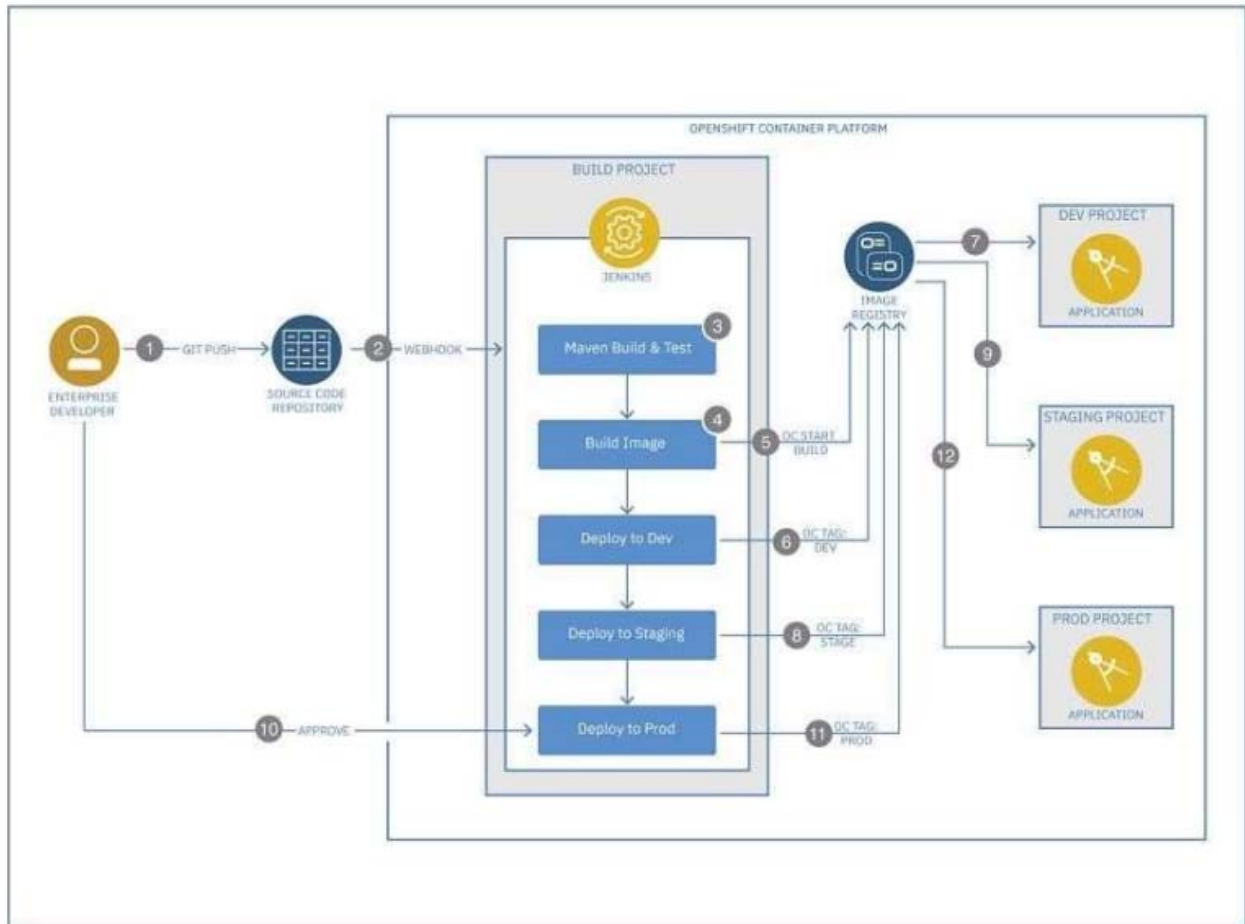 OPENSHIFT CONTAINER PLATFORM
BUILD PROJECT
JENKINS
1
GIT PUSH
ENTERPRISE
DEVELOPER
SOURCE CODE
REPOSITORY
2
WEBHOOK
3
Maven Build & Test
4
Build Image
5
OC START
BUILD
Deploy to Dev
6
OC TAG:
DEV
Deploy to Staging
8
OC TAG:
STAGE
10
APPROVE
Deploy to Prod
11
OC TAG:
PROD
IMAGE
REGISTRY
7
9
12
DEV PROJECT
APPLICATION
STAGING PROJECT
APPLICATION
PROD PROJECT
APPLICATION